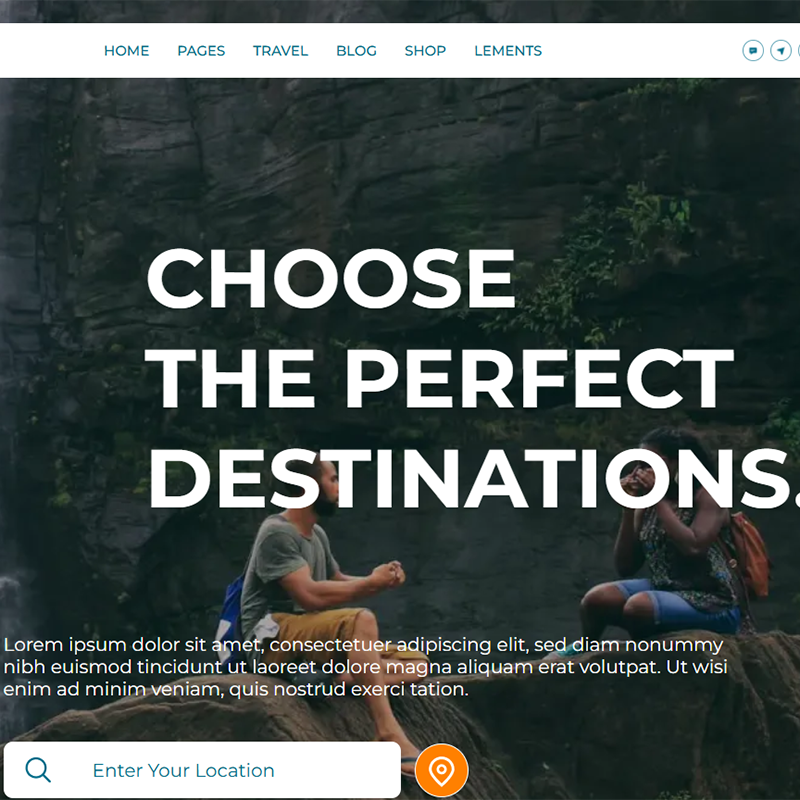 HOME PAGES TRAVEL BLOG SHOP LEMENTS
CHOOSE
THE PERFECT
DESTINATIONS.
Lorem ipsum dolor sit amet, consectetuer adipiscing elit, sed diam nonummy
nibh euismod tincidunt ut laoreet dolore magna aliquam erat volutpat. Ut wisi
enim ad minim veniam, quis nostrud exerci tation.
Enter Your Location